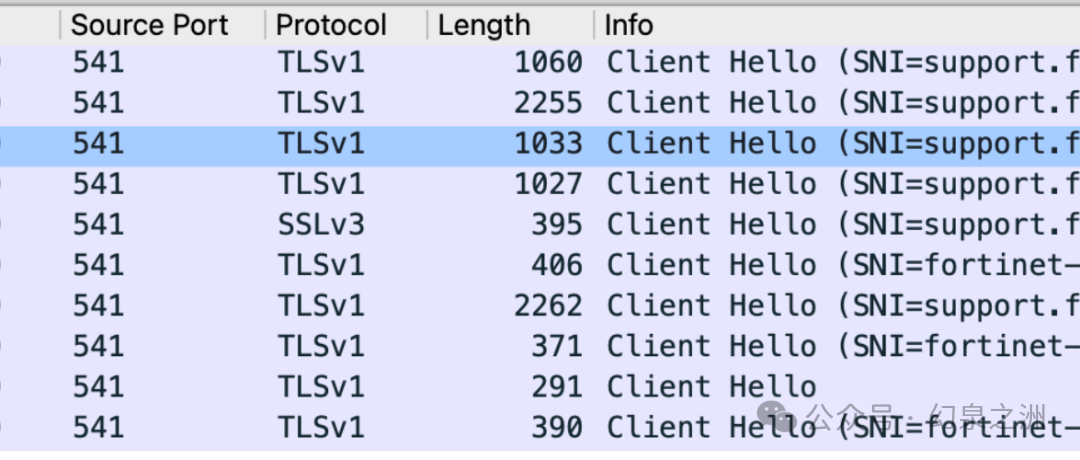 Source Port Protocol Length Info
541 TLSv1 1060 Client Hello (SNI=support.f
541 TLSv1 2255 Client Hello (SNI=support.f
541 TLSv1 1033 Client Hello (SNI=support.f
541 TLSv1 1027 Client Hello (SNI=support.f
541 SSLv3 395 Client Hello (SNI=support.f
541 TLSv1 406 Client Hello (SNI=fortinet-
541 TLSv1 2262 Client Hello (SNI=support.f
541 TLSv1 371 Client Hello (SNI=fortinet-
541 TLSv1 291 Client Hello
541 TLSv1 390 Client Hello (SNI=fortinet-
公众号 · 幻泉之洲